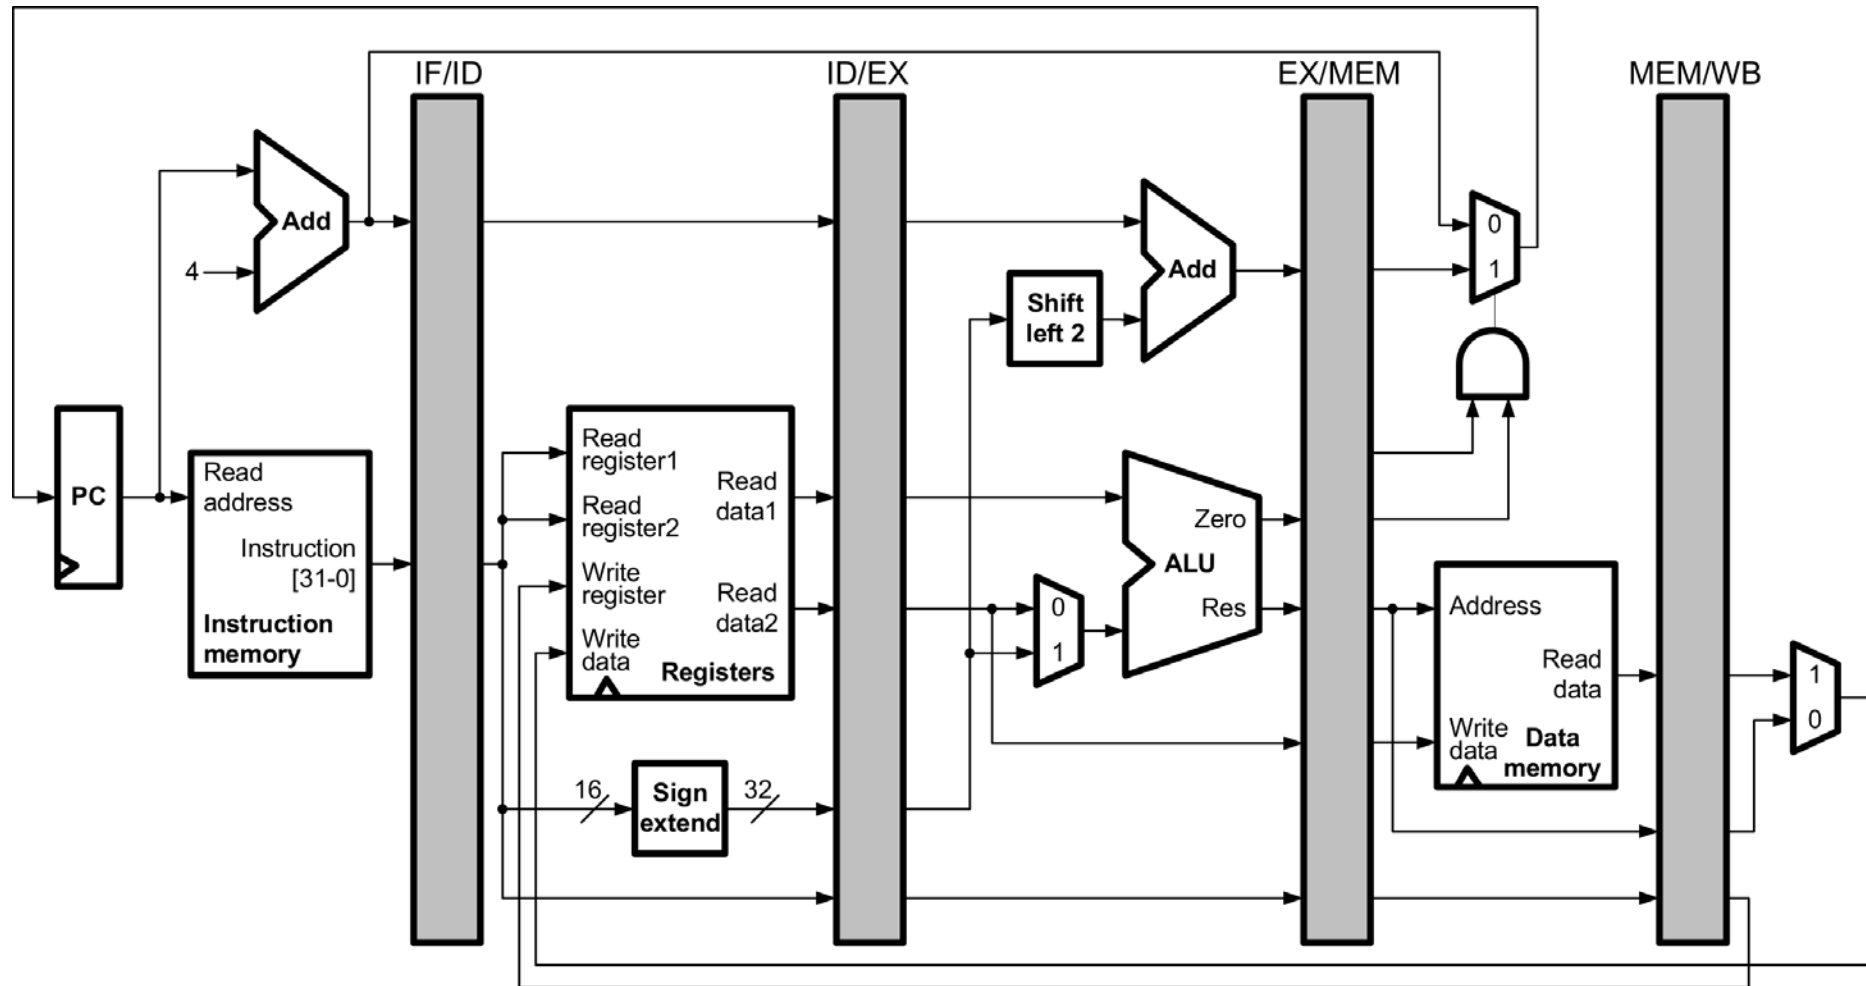 IF/ID
ID/EX
EX/MEM
MEM/WB
Add
4
PC
Read
address
Instruction
[31-0]
Instruction
memory
Read
register1
Read
register2
Write
register
Write
data
Read
data1
Read
data2
Registers
16
Sign
extend
32
Shift
left 2
Add
0
1
Zero
ALU
Res
0
1
Address
Read
data
Write
data
Data
memory
1
0